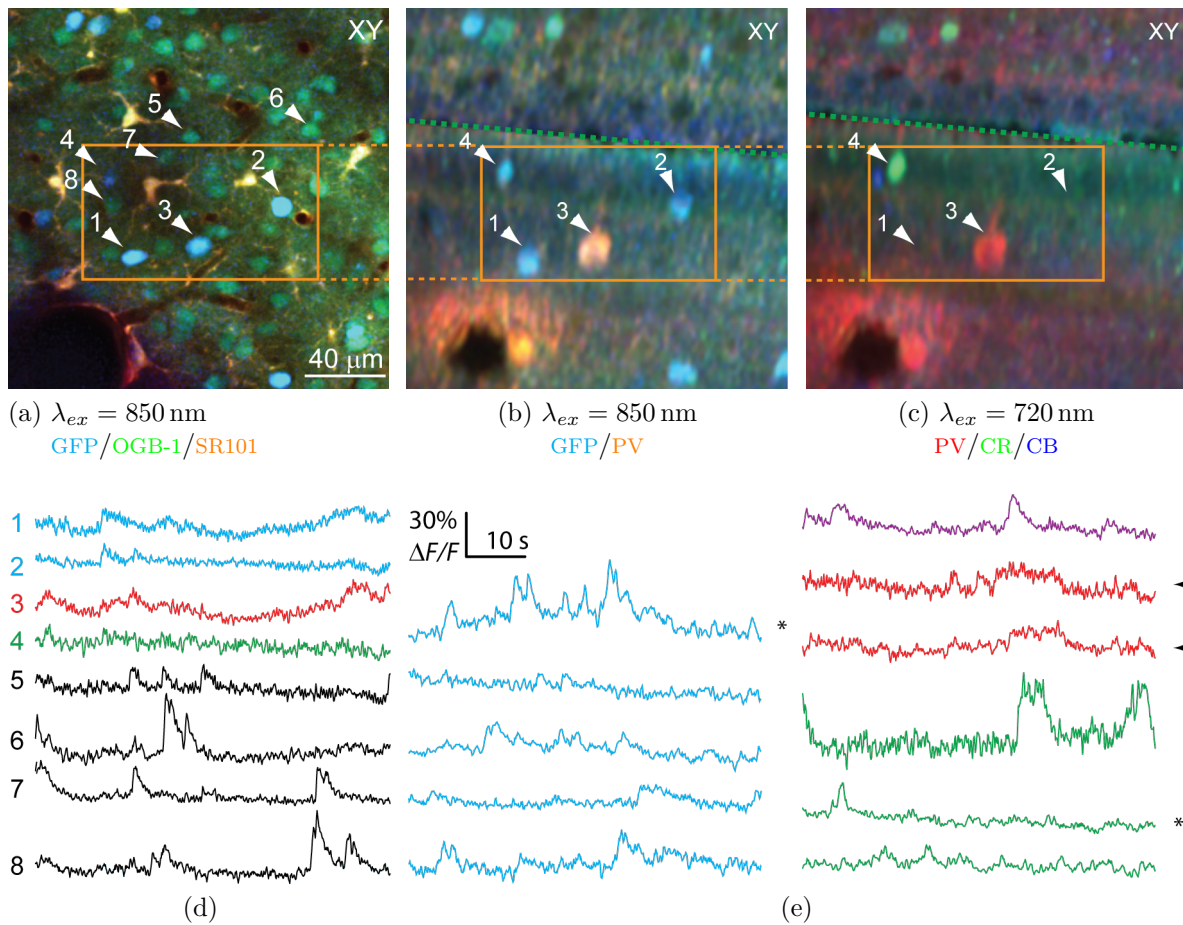 XY
5
6
4
7
2
8
1
3
40 μm
XY
4
2
1
3
XY
4
2
1
3
(a) λex = 850 nm
GFP/OGB-1/SR101
(b) λex = 850 nm
GFP/PV
(c) λex = 720 nm
PV/CR/CB
1
2
3
4
5
6
7
8
30%
ΔF/F
10 s
*
*
(d)
(e)